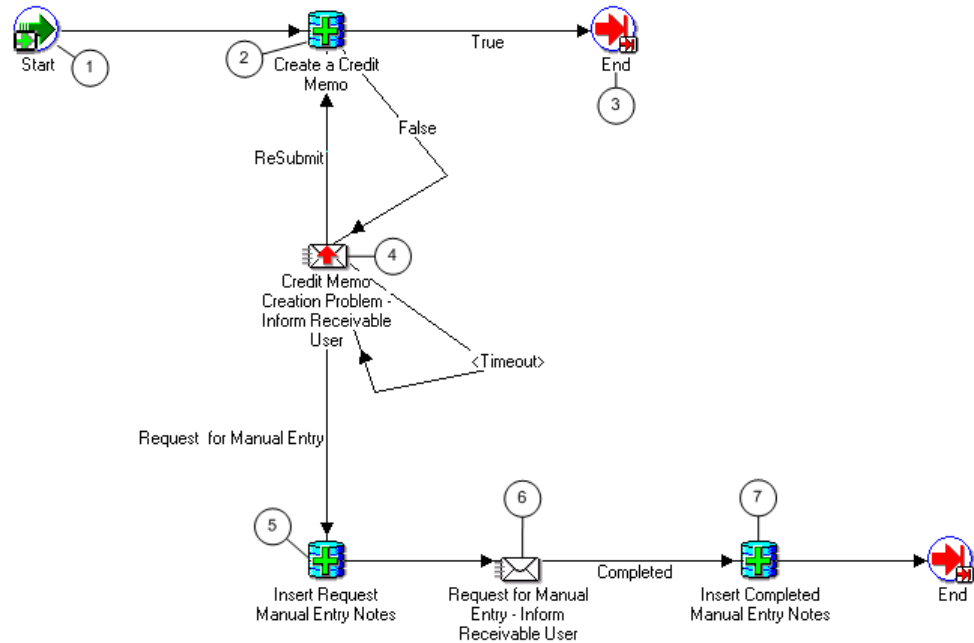 Start
1
2
Create a Credit
Memo
True
End
3
False
ReSubmit
4
Credit Memo
Creation Problem -
Inform Receivable
User
<Timeout>
Request for Manual Entry
5
Insert Request
Manual Entry Notes
6
Request for Manual
Entry - Inform
Receivable User
Completed
7
Insert Completed
Manual Entry Notes
End